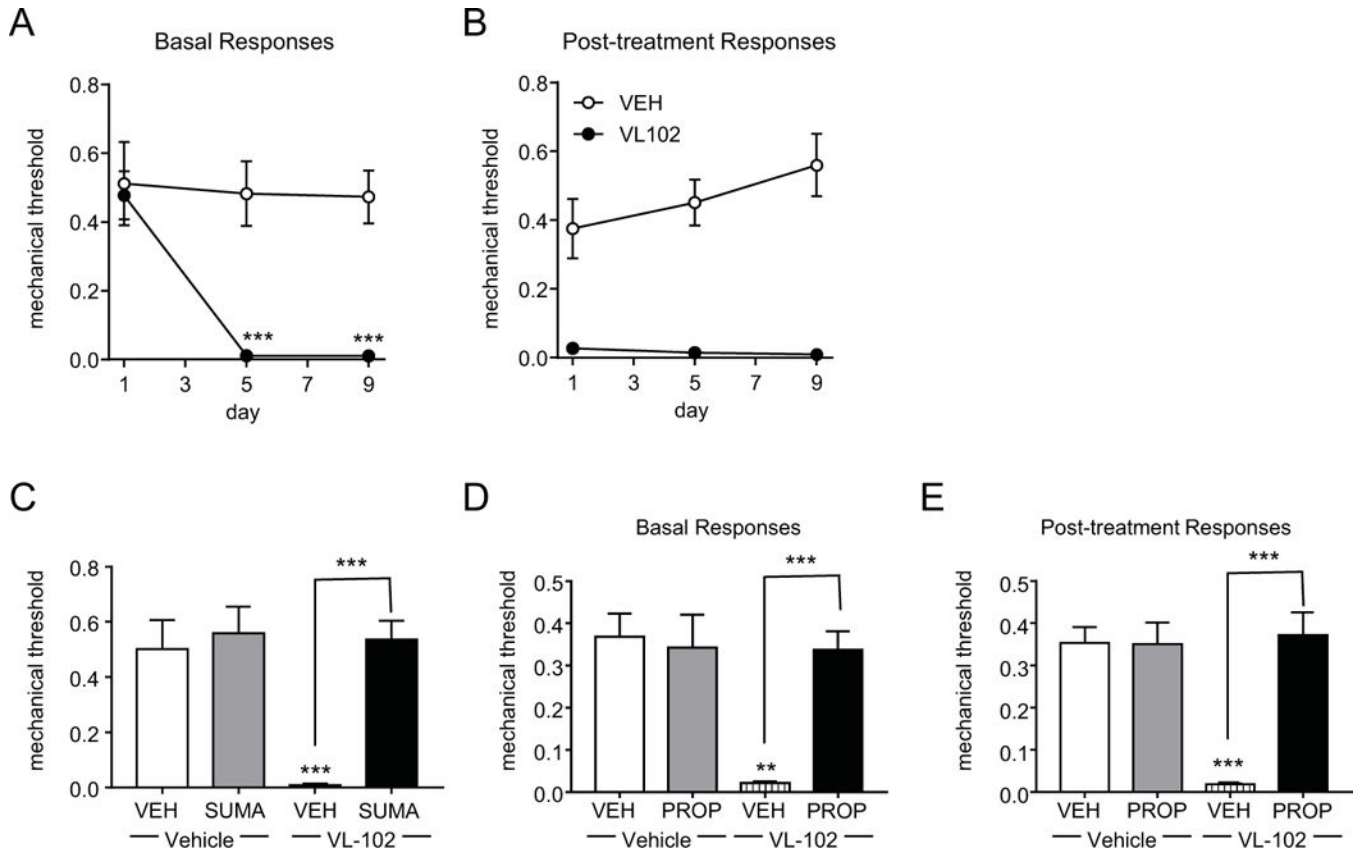 A
Basal Responses
mechanical threshold
0.8
0.6
0.4
0.2
0.0
***
***
1 3 5 7 9
day
B
Post-treatment Responses
mechanical threshold
0.8
0.6
0.4
0.2
0.0
VEH
VL102
1 3 5 7 9
day
C
mechanical threshold
0.8
0.6
0.4
0.2
0.0
***
***
VEH SUMA VEH SUMA
Vehicle VL-102
D
Basal Responses
mechanical threshold
0.5
0.4
0.3
0.2
0.1
0.0
***
**
VEH PROP VEH PROP
Vehicle VL-102
E
Post-treatment Responses
mechanical threshold
0.5
0.4
0.3
0.2
0.1
0.0
***
***
VEH PROP VEH PROP
Vehicle VL-102